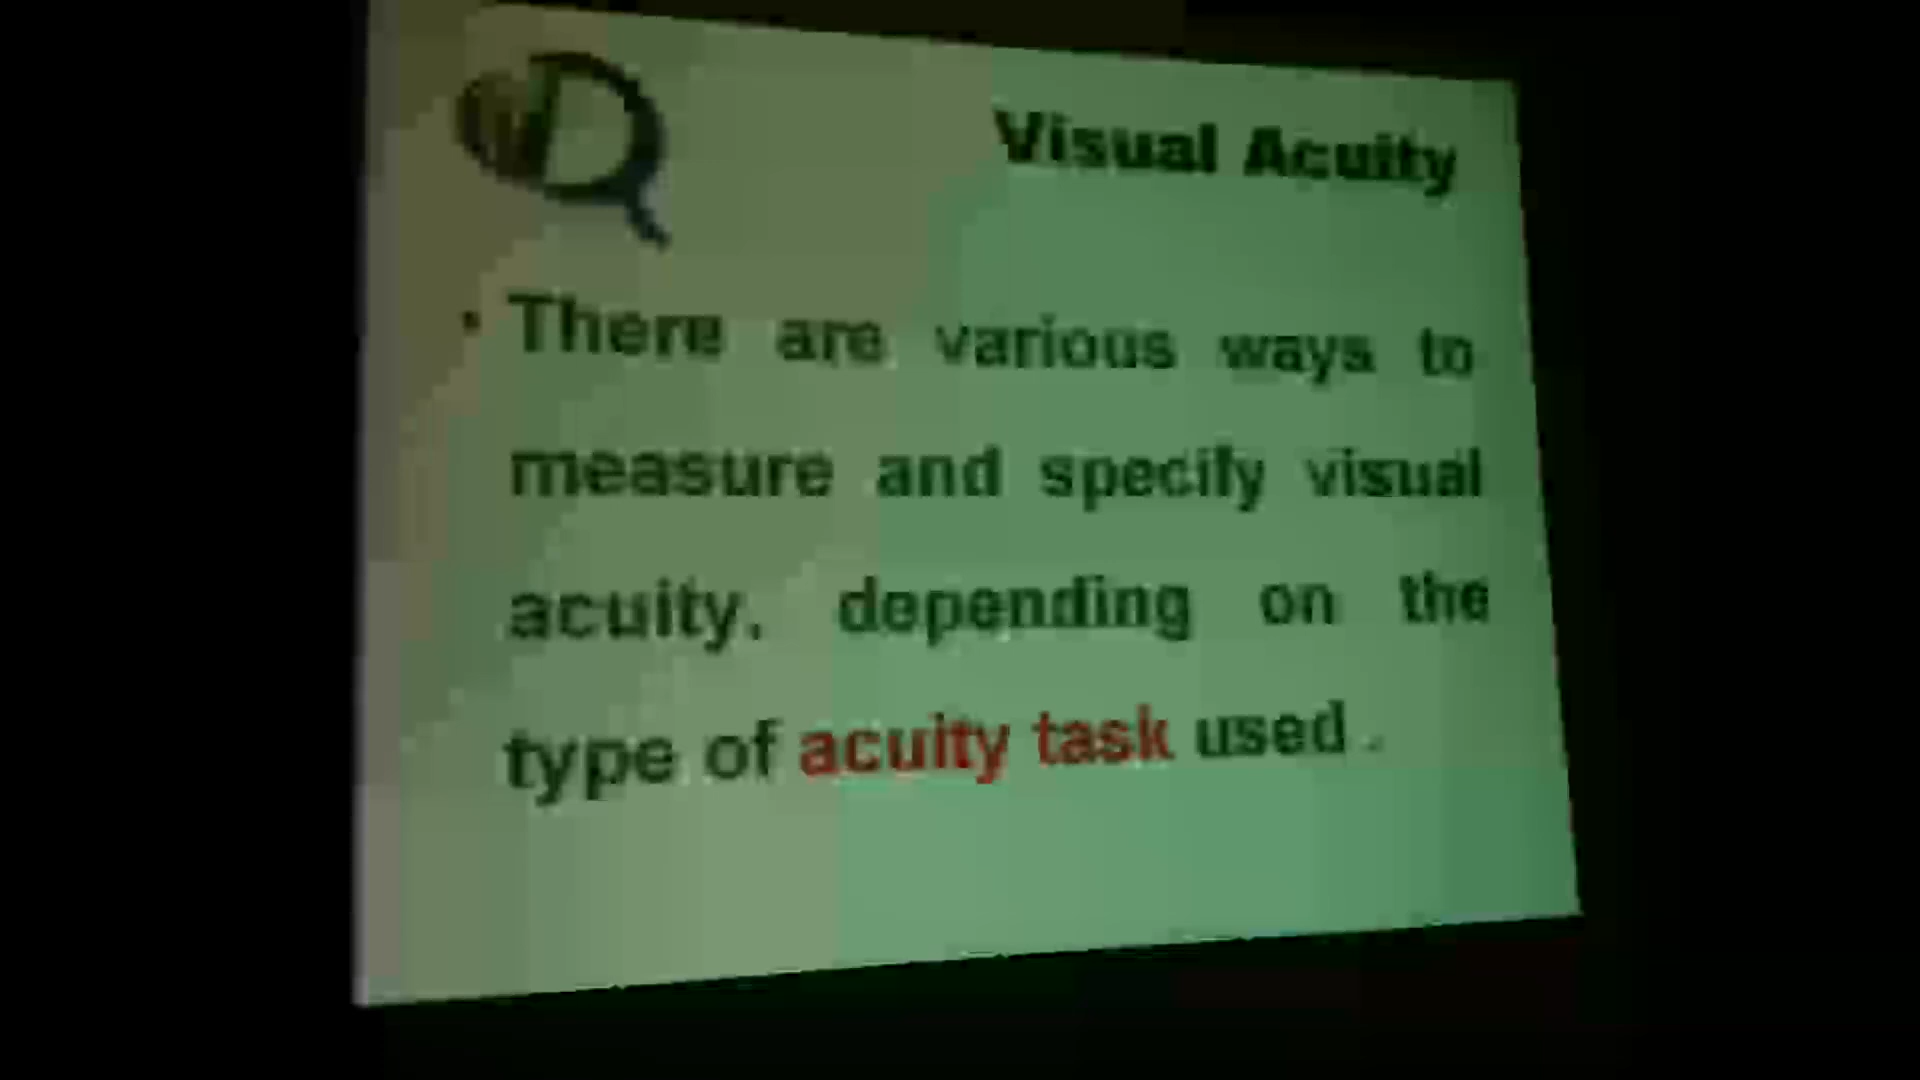 Visual Acuity
• There are various ways to
measure and specify visual
acuity, depending on the
type of acuity task used .